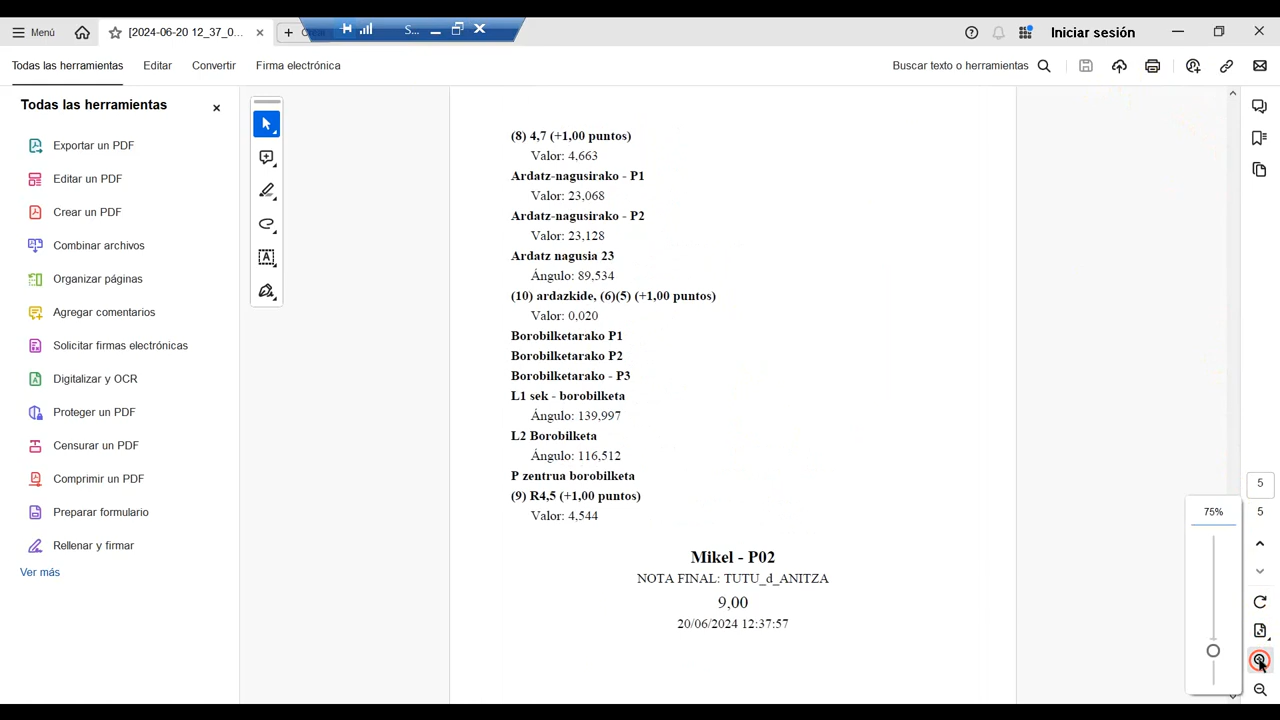 Menú
[2024-06-20 12_37_0...
S...
Iniciar sesión
Todas las herramientas
Editar
Convertir
Firma electrónica
Buscar texto o herramientas
Todas las herramientas
Exportar un PDF
Editar un PDF
Crear un PDF
Combinar archivos
Organizar páginas
Agregar comentarios
Solicitar firmas electrónicas
Digitalizar y OCR
Proteger un PDF
Censurar un PDF
Comprimir un PDF
Preparar formulario
Rellenar y firmar
Ver más
(8) 4,7 (+1,00 puntos)
Valor: 4,663
Ardatz-nagusirako - P1
Valor: 23,068
Ardatz-nagusirako - P2
Valor: 23,128
Ardatz nagusia 23
Ángulo: 89,534
(10) ardazkide, (6)(5) (+1,00 puntos)
Valor: 0,020
Borobilketarako P1
Borobilketarako P2
Borobilketarako - P3
L1 sek - borobilketa
Ángulo: 139,997
L2 Borobilketa
Ángulo: 116,512
P zentrua borobilketa
(9) R4,5 (+1,00 puntos)
Valor: 4,544
Mikel - P02
NOTA FINAL: TUTU_d_ANITZA
9,00
20/06/2024 12:37:57
5
5
75%